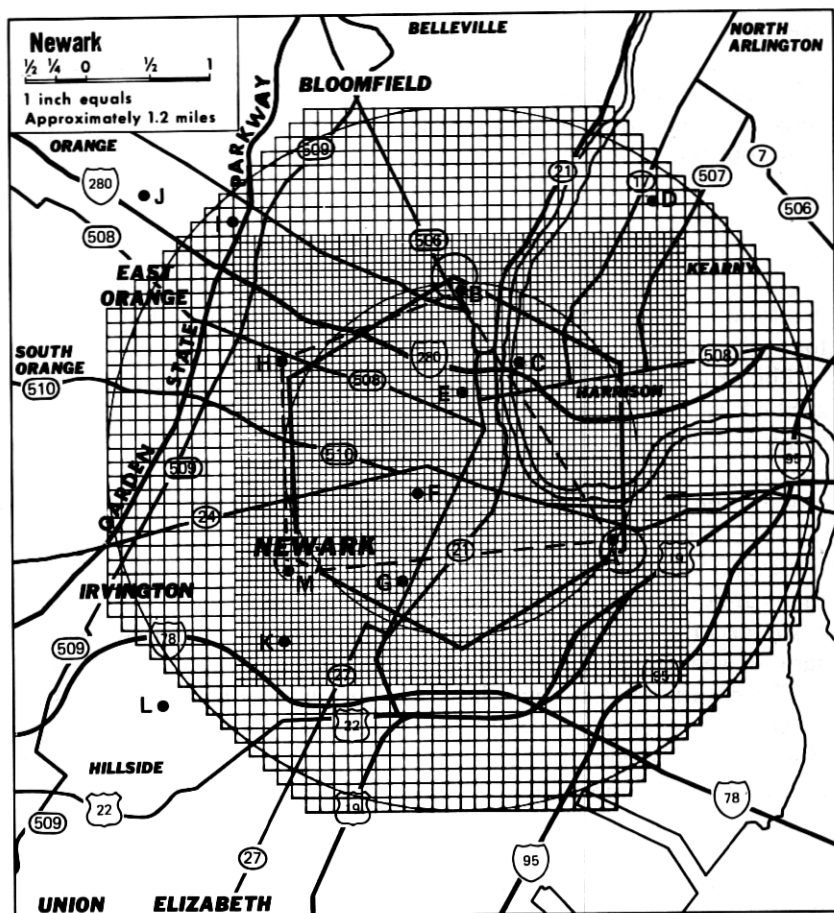 Newark
½ ¼ 0 ½ 1
1 inch equals
Approximately 1.2 miles
BELLEVILLE
NORTH
ARLINGTON
BLOOMFIELD
ORANGE
PARKWAY
509
21
17
507
7
280
J
D
506
508
I
506
EAST
ORANGE
KEARNY
B
STATE
SOUTH
ORANGE
510
H
280
C
508
508
E
HARRISON
510
509
95
GARDEN
24
F
NEWARK
21
19
M
G
IRVINGTON
78
K
509
27
95
L
22
HILLSIDE
22
19
78
509
27
95
UNION
ELIZABETH